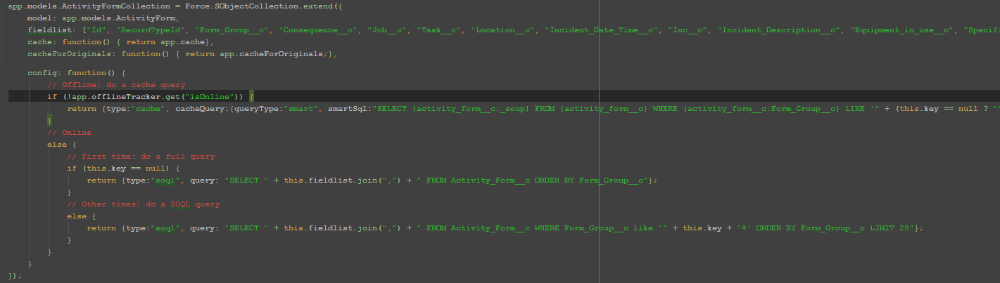 app.models.ActivityFormCollection = Force.SObjectCollection.extend({
    model: app.models.ActivityForm,
    fieldlist: ["Id", "RecordTypeId", "Form_Group__c", "Consequence__c", "Job__c", "Task__c", "Location__c", "Incident_Date_Time__c", "Inc__c", "Incident_Description__c", "Equipment_in_use__c", "Specif
    cache: function() { return app.cache},
    cacheForOriginals: function() { return app.cacheForOriginals;},
    config: function() {
        // Offline: do a cache query
        if (!app.offlineTracker.get("isOnline")) {
            return {type:"cache", cacheQuery:{queryType:"smart", smartSql:"SELECT {activity_form__c:_soup} FROM {activity_form__c} WHERE {activity_form__c:Form_Group__c} LIKE '" + (this.key == null ? ""
        }
        // Online
        else {
            // First time: do a full query
            if (this.key == null) {
                return {type:"soql", query: "SELECT " + this.fieldlist.join(",") + " FROM Activity_Form__c ORDER BY Form_Group__c"};
            }
            // Other times: do a SOQL query
            else {
                return {type:"soql", query: "SELECT " + this.fieldlist.join(",") + " FROM Activity_Form__c WHERE Form_Group__c like '" + this.key + "%' ORDER BY Form_Group__c LIMIT 25"};
            }
        }
    }
});